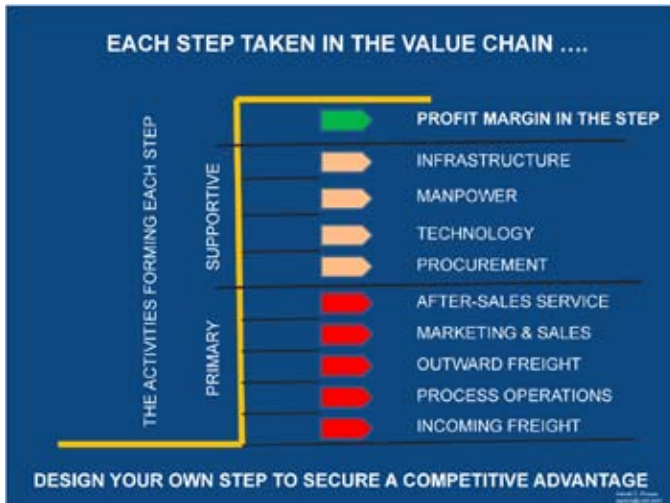 EACH STEP TAKEN IN THE VALUE CHAIN ....
THE ACTIVITIES FORMING EACH STEP
SUPPORTIVE
PRIMARY
PROFIT MARGIN IN THE STEP
INFRASTRUCTURE
MANPOWER
TECHNOLOGY
PROCUREMENT
AFTER-SALES SERVICE
MARKETING & SALES
OUTWARD FREIGHT
PROCESS OPERATIONS
INCOMING FREIGHT
DESIGN YOUR OWN STEP TO SECURE A COMPETITIVE ADVANTAGE